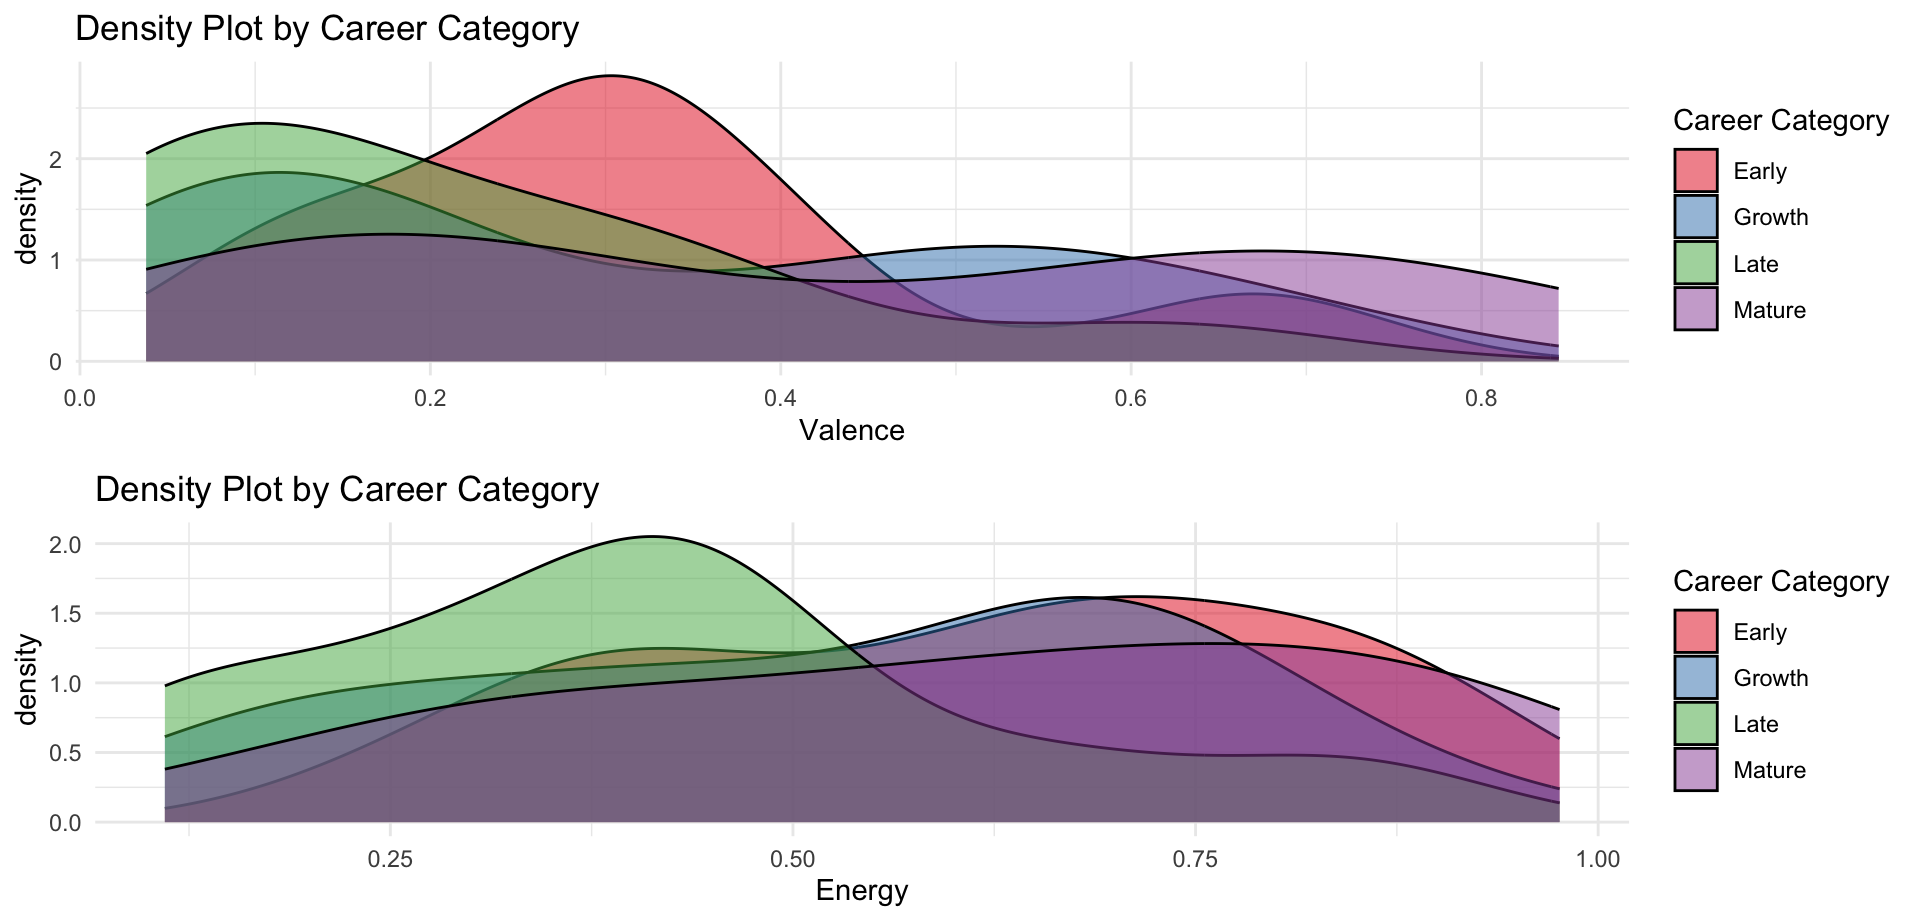 Density Plot by Career Category
density
2
1
0
0.0 0.2 0.4 0.6 0.8
Valence
Career Category
Early
Growth
Late
Mature
Density Plot by Career Category
density
2.0
1.5
1.0
0.5
0.0
0.25 0.50 0.75 1.00
Energy
Career Category
Early
Growth
Late
Mature